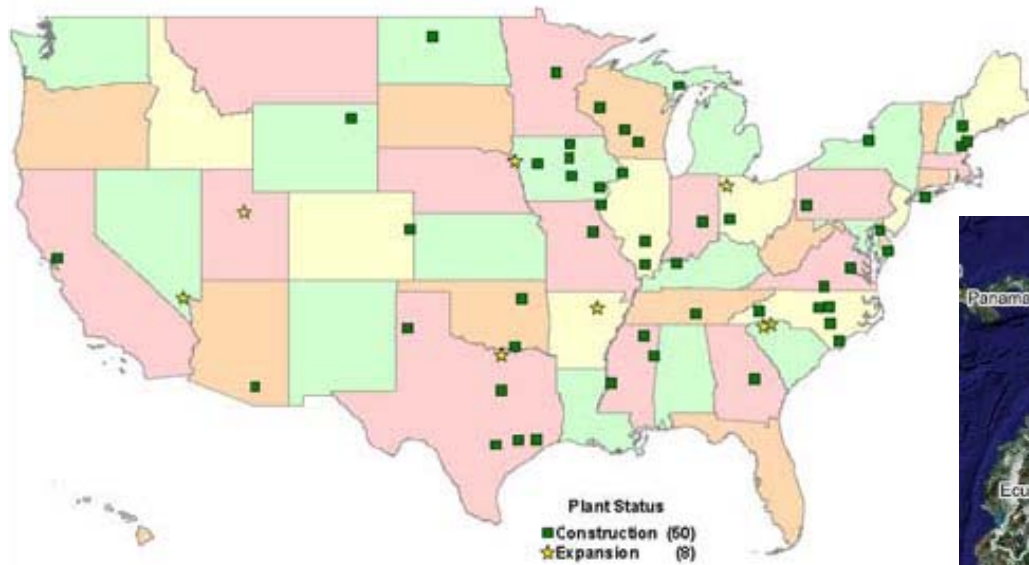 Plant Status
Construction (50)
Expansion (8)
Panama
Ecu